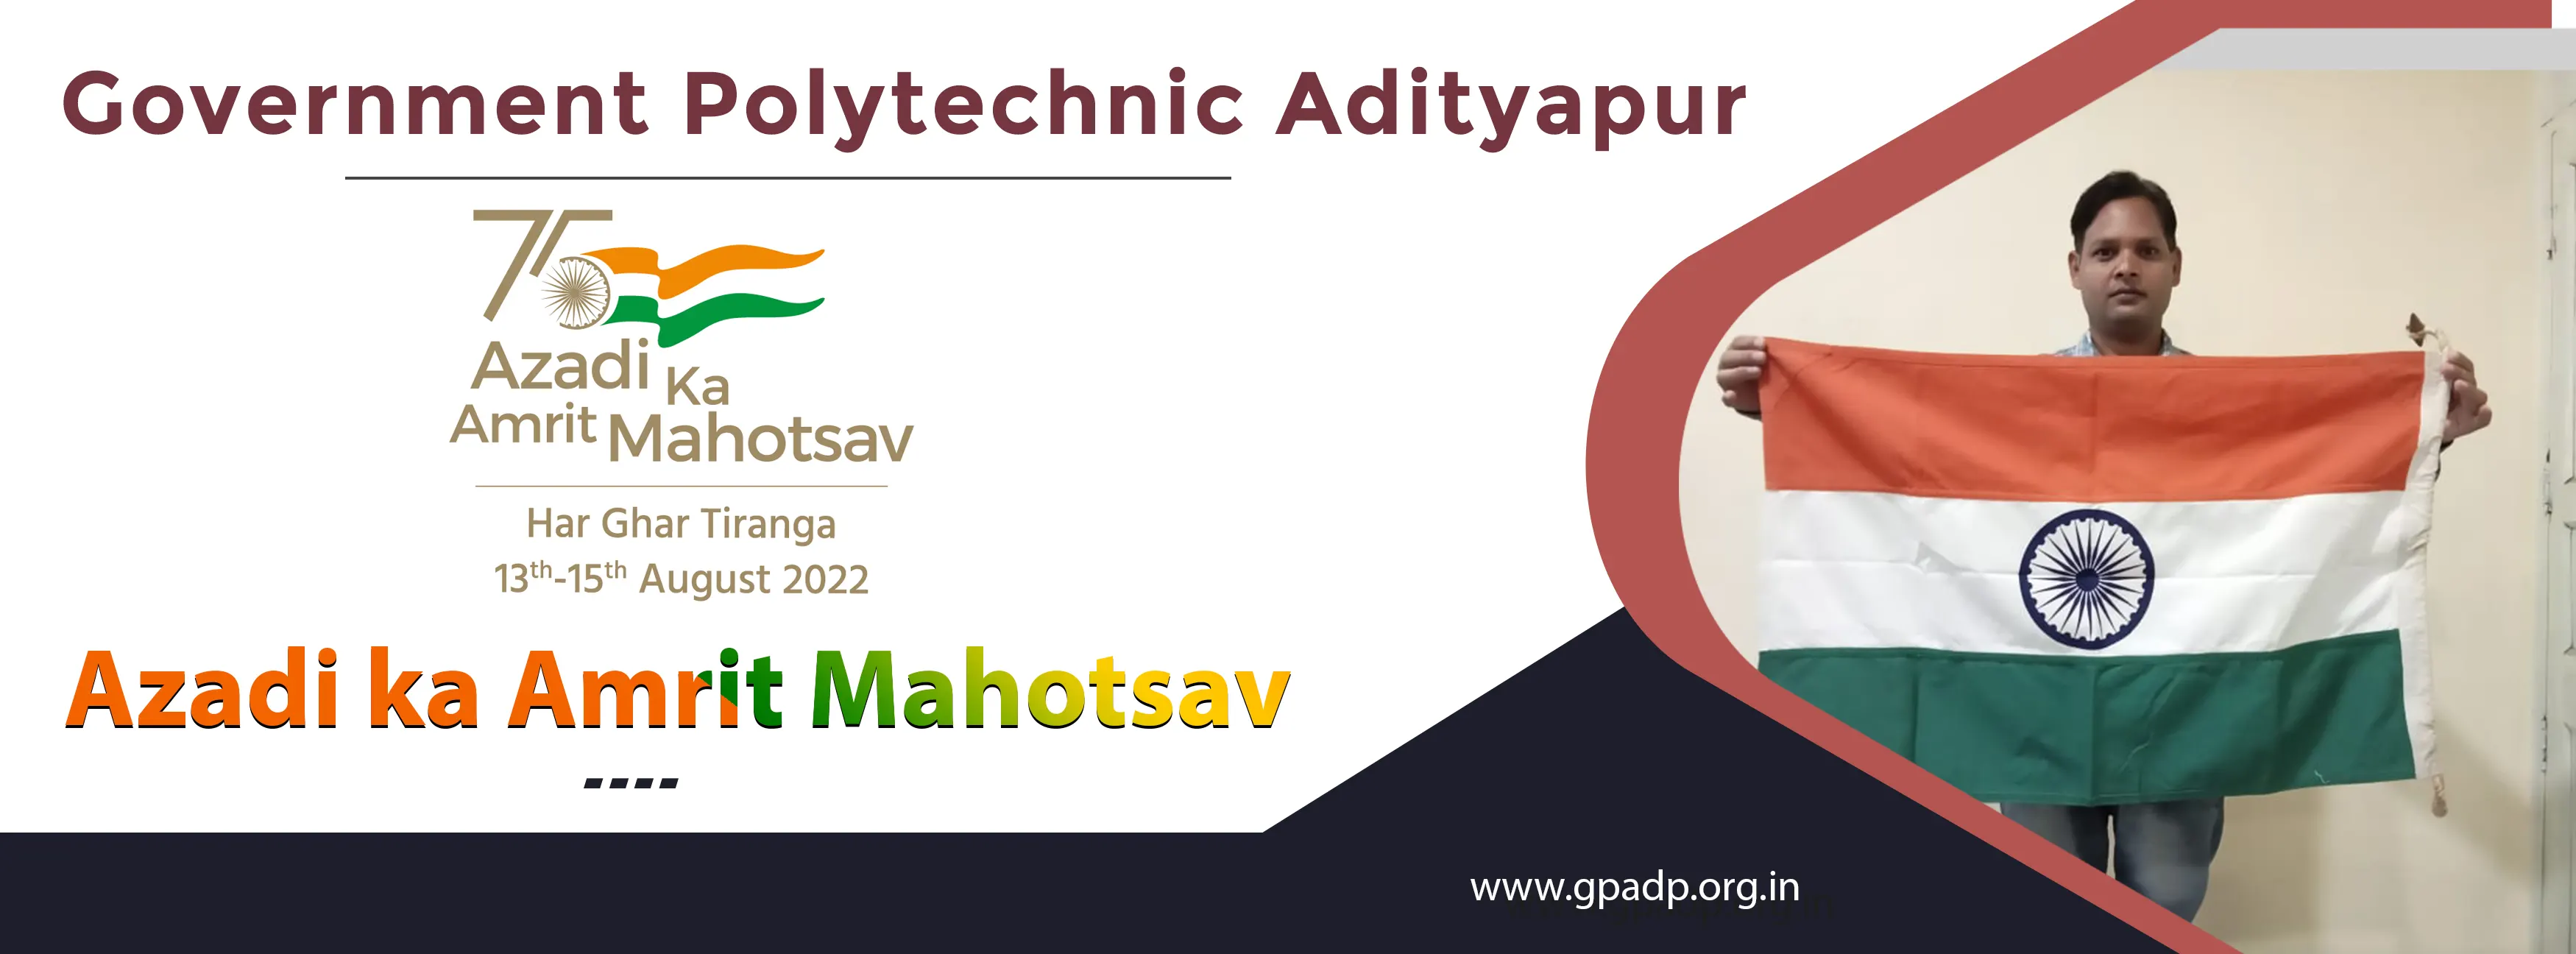 Government Polytechnic Adityapur
75
Azadi Ka
Amrit Mahotsav
Har Ghar Tiranga
13th-15th August 2022
Azadi ka Amrit Mahotsav
www.gpadp.org.in